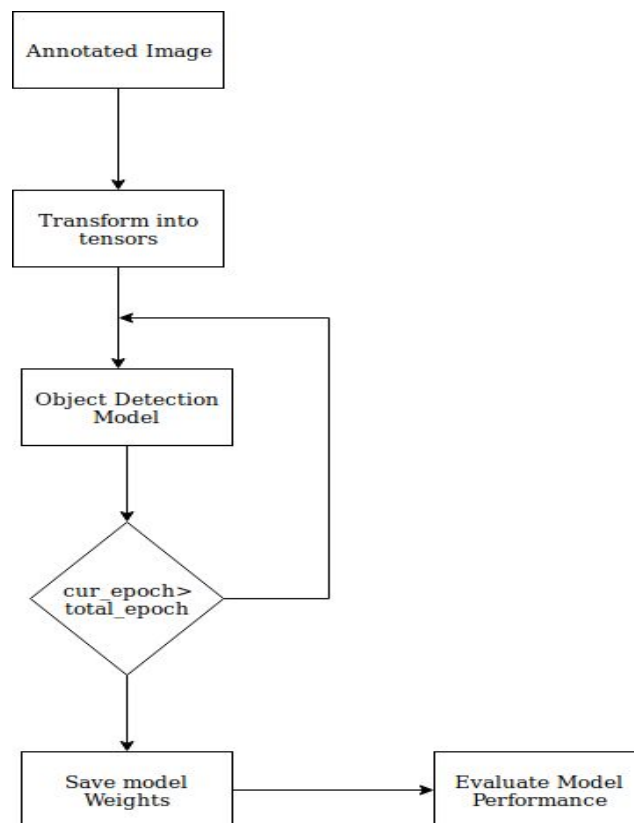 Annotated Image
Transform into
tensors
Object Detection
Model
cur_epoch>
total_epoch
Save model
Weights
Evaluate Model
Performance